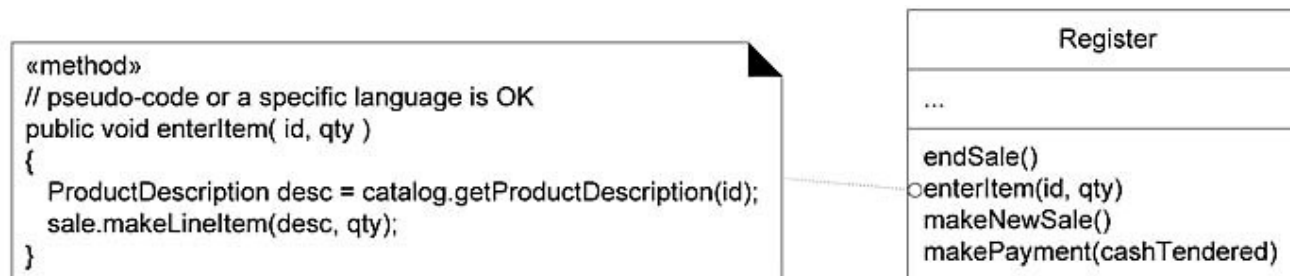 «method»
// pseudo-code or a specific language is OK
public void enterItem( id, qty )
{
ProductDescription desc = catalog.getProductDescription(id);
sale.makeLineItem(desc, qty);
}
Register
...
endSale()
enterItem(id, qty)
makeNewSale()
makePayment(cashTendered)